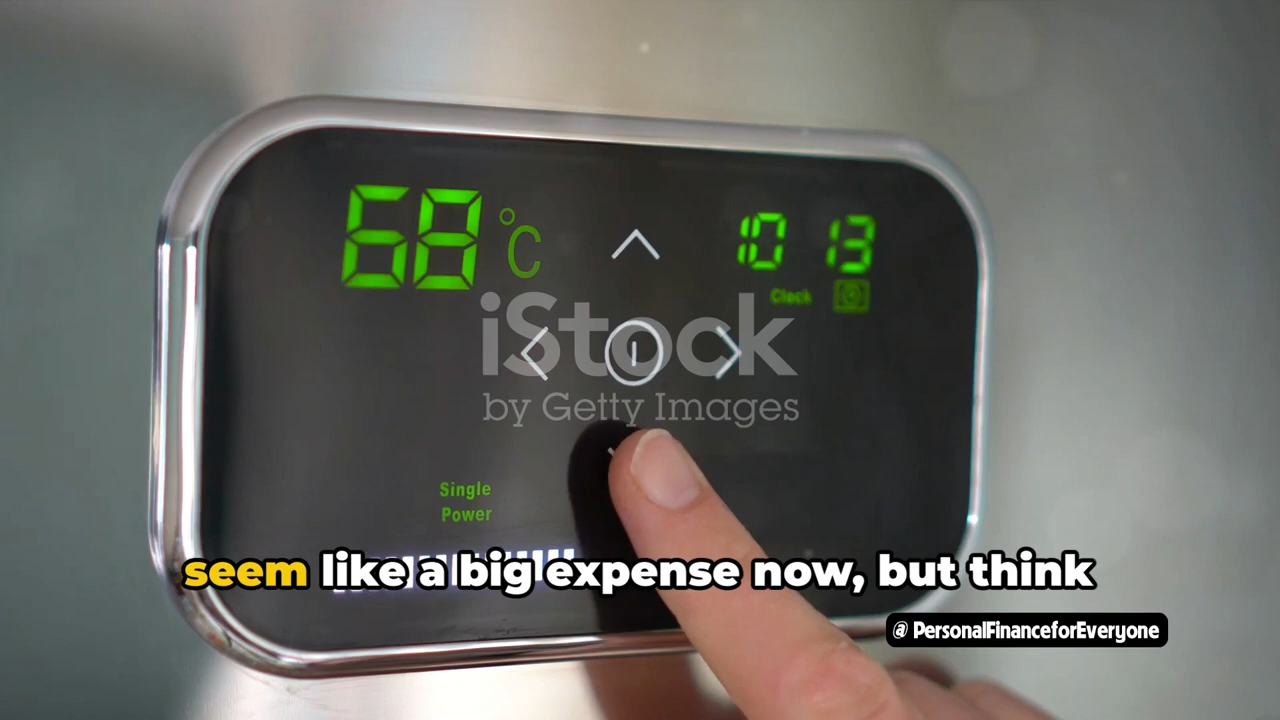 68 °C
10 13
Clock
iStock
by Getty Images
Single
Power
seem like a big expense now, but think
@ PersonalFinanceforEveryone